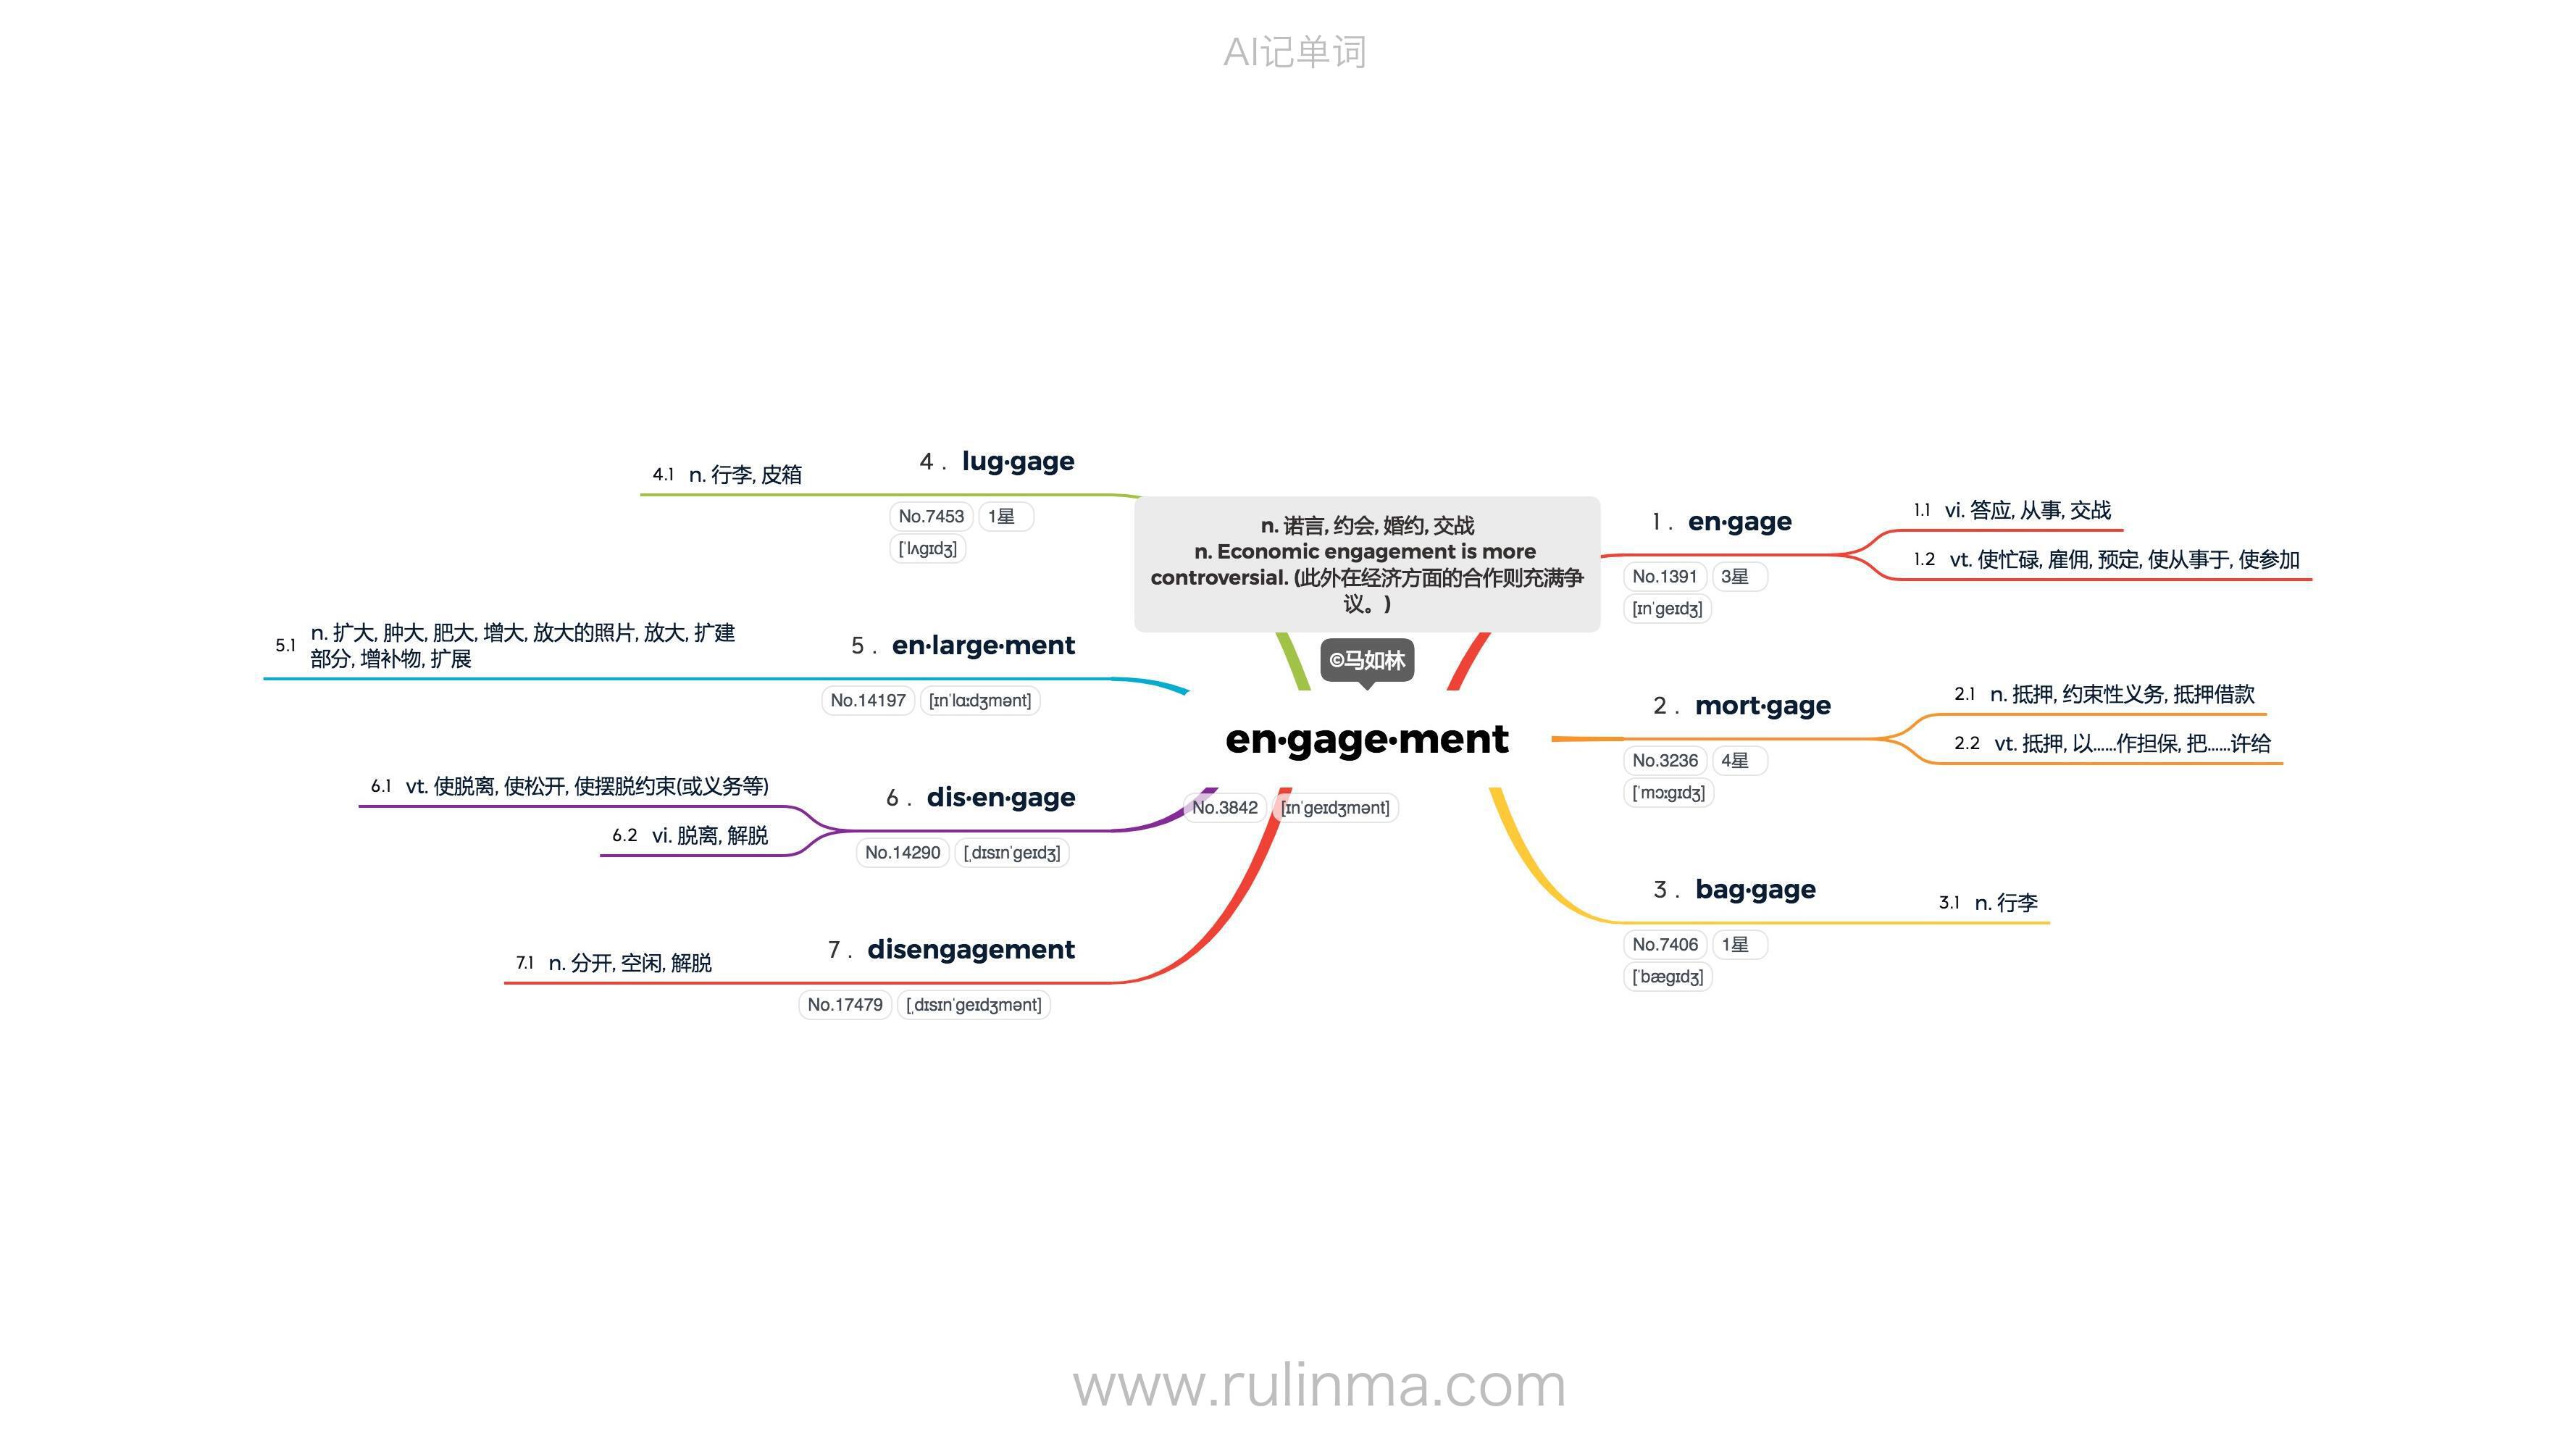 AI记单词
n. 诺言, 约会, 婚约, 交战
n. Economic engagement is more
controversial. (此外在经济方面的合作则充满争
议。)
©马如林
en·gage·ment
No.3842 [ɪnˈgeɪdʒmənt]
1 . en·gage
No.1391 3星
[ɪnˈgeɪdʒ]
1.1 vi. 答应, 从事, 交战
1.2 vt. 使忙碌, 雇佣, 预定, 使从事于, 使参加
2 . mort·gage
No.3236 4星
[ˈmɔːgɪdʒ]
2.1 n. 抵押, 约束性义务, 抵押借款
2.2 vt. 抵押, 以……作担保, 把……许给
3 . bag·gage
No.7406 1星
[ˈbægɪdʒ]
3.1 n. 行李
4 . lug·gage
No.7453 1星
[ˈlʌgɪdʒ]
4.1 n. 行李, 皮箱
5 . en·large·ment
No.14197 [ɪnˈlɑːdʒmənt]
5.1 n. 扩大, 肿大, 肥大, 增大, 放大的照片, 放大, 扩建
部分, 增补物, 扩展
6 . dis·en·gage
No.14290 [ˌdɪsɪnˈgeɪdʒ]
6.1 vt. 使脱离, 使松开, 使摆脱约束(或义务等)
6.2 vi. 脱离, 解脱
7 . disengagement
No.17479 [ˌdɪsɪnˈgeɪdʒmənt]
7.1 n. 分开, 空闲, 解脱
www.rulinma.com